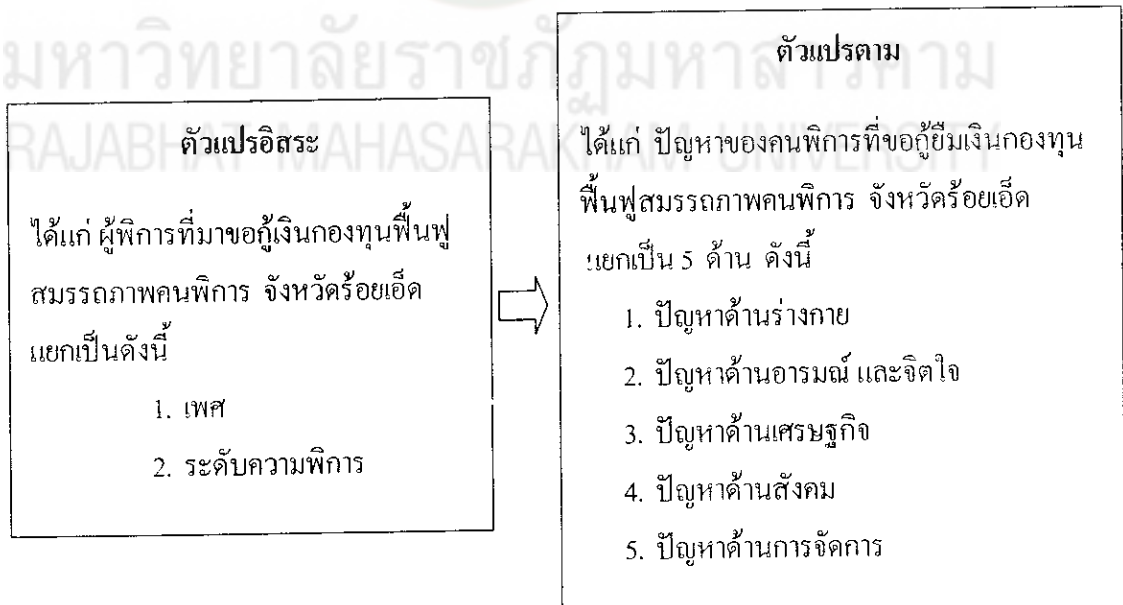 มหาวิทยาลัยราชภัฏมหาสารคาม
RAJABHAT MAHASARAKHAM UNIVERSITY
ตัวแปรอิสระ
ได้แก่ ผู้พิการที่มาขอกู้เงินกองทุนฟื้นฟู
สมรรถภาพคนพิการ จังหวัดร้อยเอ็ด
แยกเป็นดังนี้
1. เพศ
2. ระดับความพิการ
ตัวแปรตาม
ได้แก่ ปัญหาของคนพิการที่ขอกู้ยืมเงินกองทุน
ฟื้นฟูสมรรถภาพคนพิการ จังหวัดร้อยเอ็ด
แยกเป็น 5 ด้าน ดังนี้
1. ปัญหาด้านร่างกาย
2. ปัญหาด้านอารมณ์ และจิตใจ
3. ปัญหาด้านเศรษฐกิจ
4. ปัญหาด้านสังคม
5. ปัญหาด้านการจัดการ